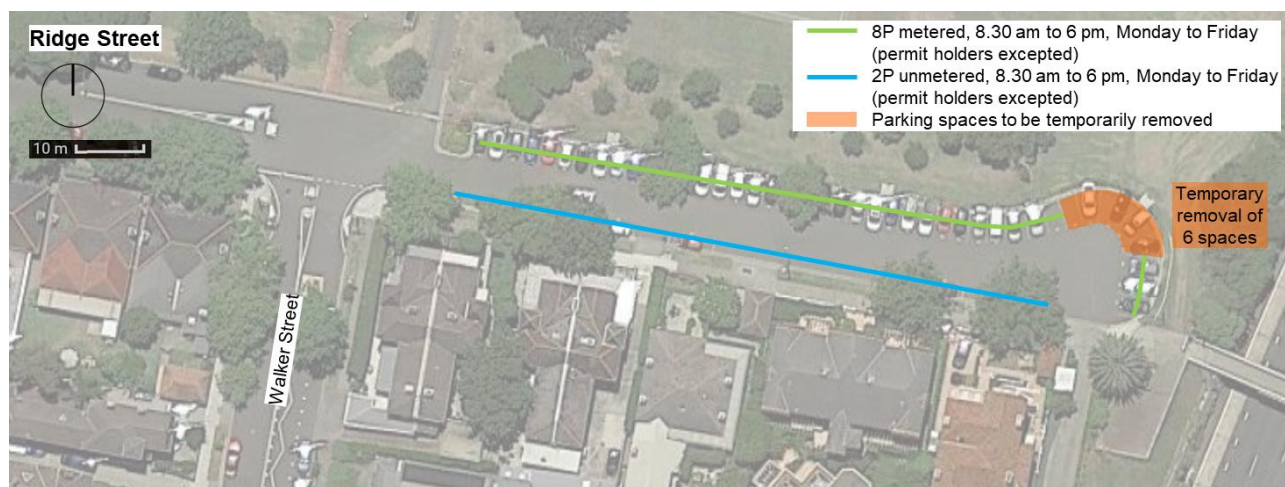 Ridge Street
10 m
8P metered, 8.30 am to 6 pm, Monday to Friday
(permit holders excepted)
2P unmetered, 8.30 am to 6 pm, Monday to Friday
(permit holders excepted)
Parking spaces to be temporarily removed
Temporary
removal of
6 spaces
Walker Street